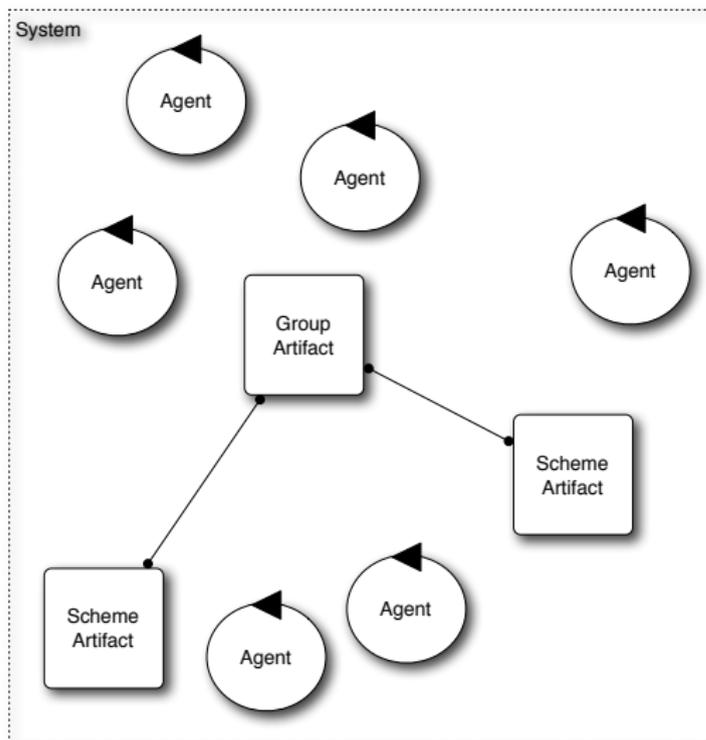 System
Agent
Agent
Agent
Agent
Group
Artifact
Scheme
Artifact
Scheme
Artifact
Agent
Agent